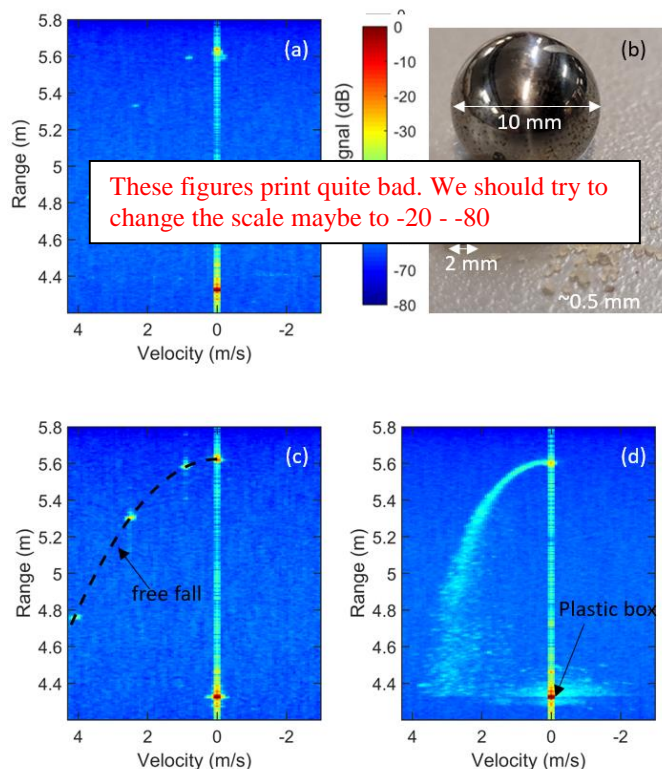 5.8
5.6
5.2
5
4.8
4.6
4.4
Range (m)
4
2
0
-2
Velocity (m/s)
(a)
0
0
-10
-20
-30
-70
-80
gnal (dB)
(b)
10 mm
2 mm
~0.5 mm
These figures print quite bad. We should try to
change the scale maybe to -20 - -80
5.8
5.6
5.4
5.2
5
4.8
4.6
4.4
Range (m)
4
2
0
-2
Velocity (m/s)
(c)
free fall
5.8
5.6
5.4
5.2
5
4.8
4.6
4.4
Range (m)
4
2
0
-2
Velocity (m/s)
(d)
Plastic box